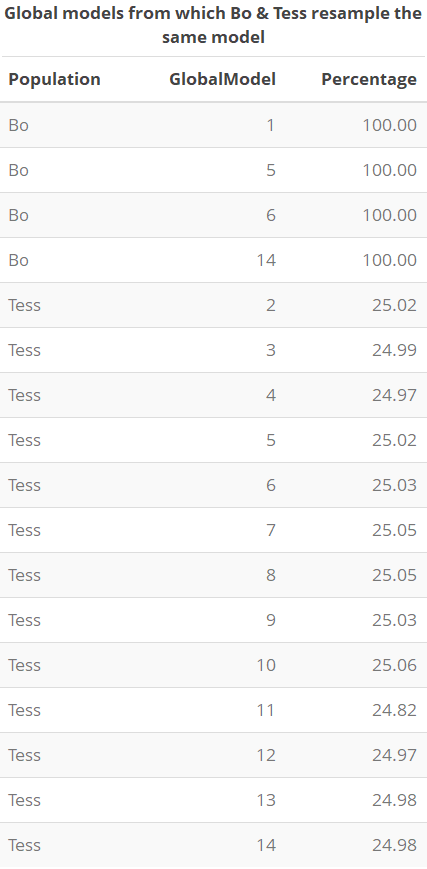 Global models from which Bo & Tess resample the
same model
Population GlobalModel Percentage
Bo 1 100.00
Bo 5 100.00
Bo 6 100.00
Bo 14 100.00
Tess 2 25.02
Tess 3 24.99
Tess 4 24.97
Tess 5 25.02
Tess 6 25.03
Tess 7 25.05
Tess 8 25.05
Tess 9 25.03
Tess 10 25.06
Tess 11 24.82
Tess 12 24.97
Tess 13 24.98
Tess 14 24.98